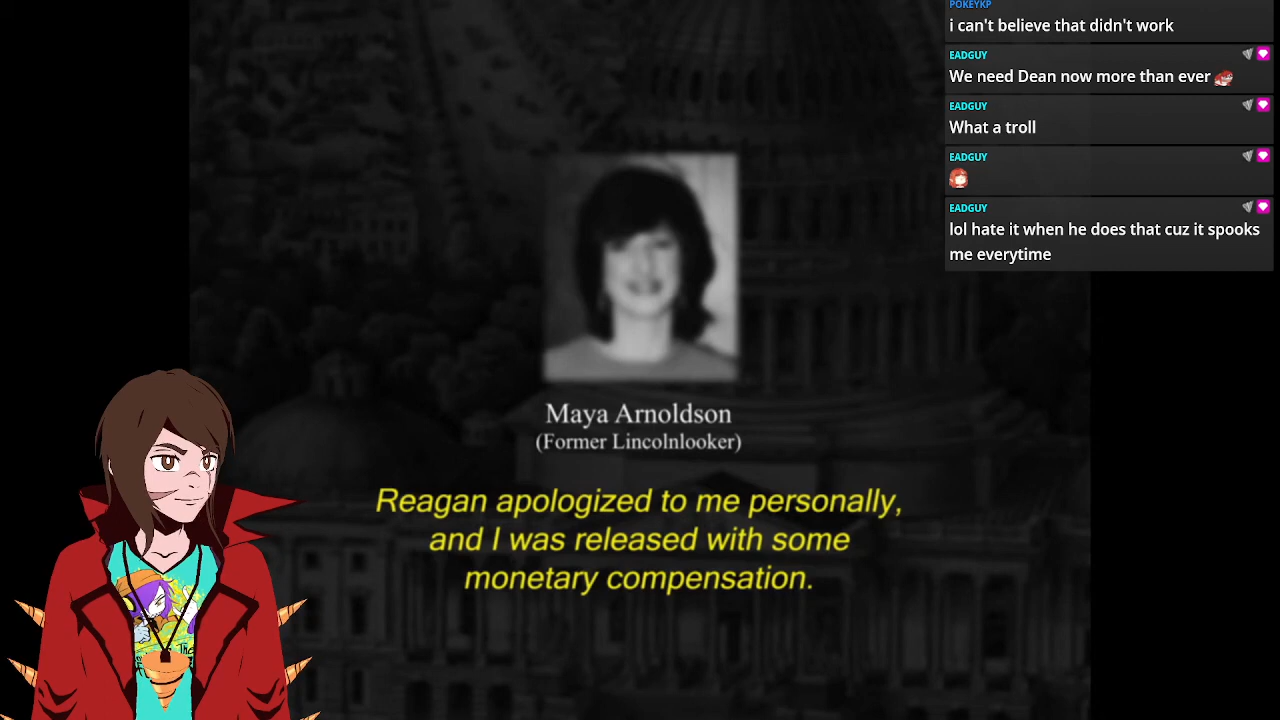 POKEYKP
i can't believe that didn't work
EADGUY
We need Dean now more than ever
EADGUY
What a troll
EADGUY
EADGUY
lol hate it when he does that cuz it spooks
me everytime
Maya Arnoldson
(Former Lincolnlooker)
Reagan apologized to me personally,
and I was released with some
monetary compensation.